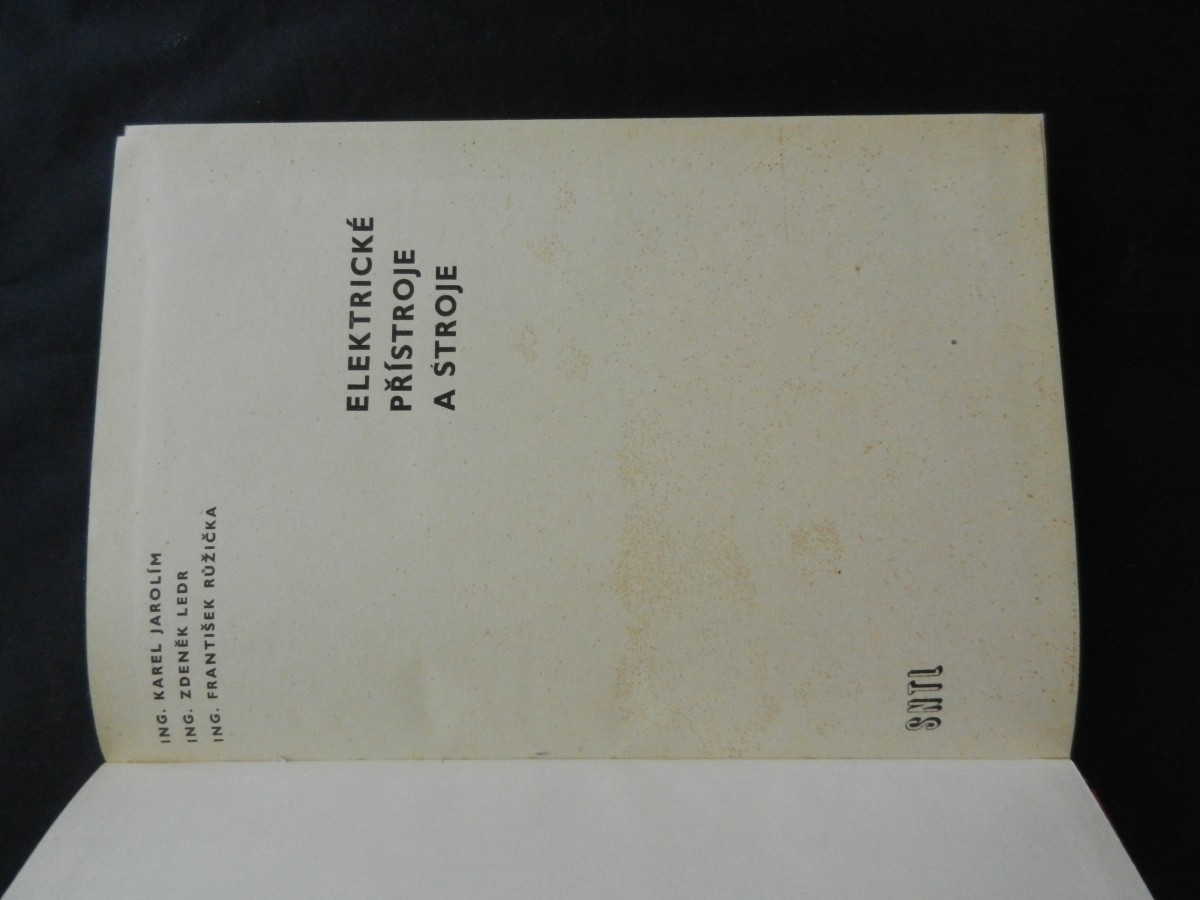 ING. KAREL JAROLÍM
ING. ZDENĚK LEDR
ING. FRANTIŠEK RŮŽIČKA
ELEKTRICKÉ
PŘÍSTROJE
A STROJE
SNTL